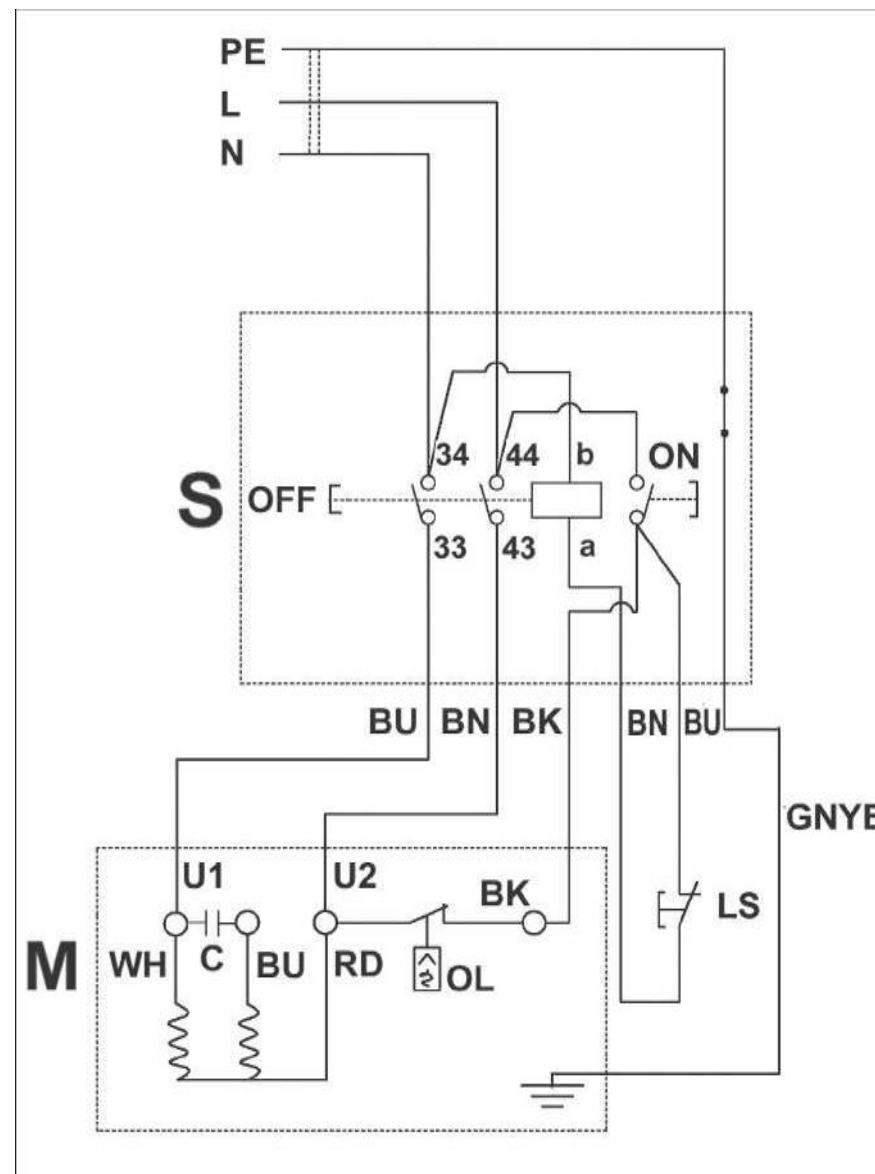 PE
L
N
34 44 b ON
S OFF
33 43 a
BU BN BK BN BU
GNYE
U1 U2 BK LS
M WH C BU RD OL